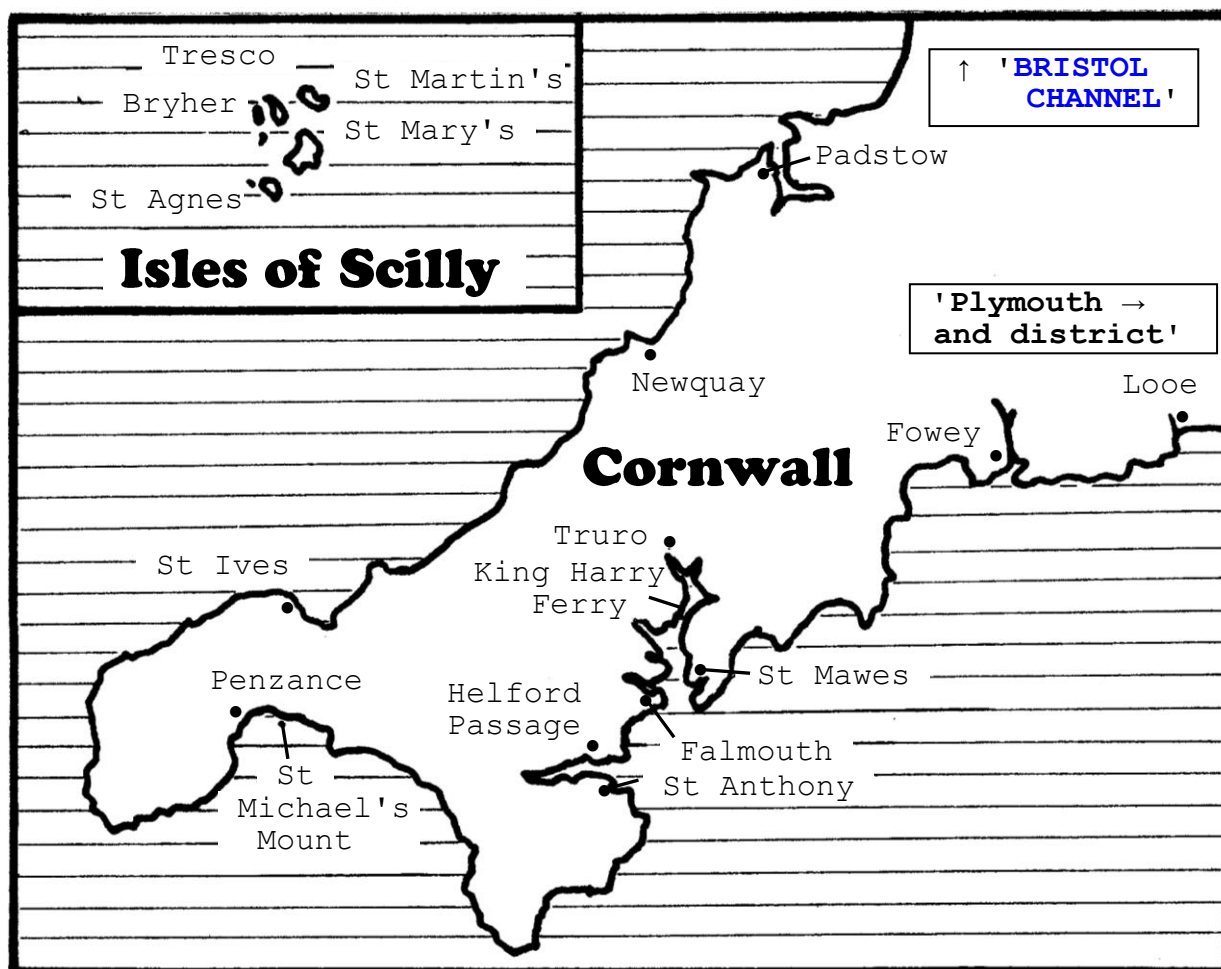 Tresco
St Martin's
Bryher
St Mary's
St Agnes
Isles of Scilly
↑ 'BRISTOL
CHANNEL'
Padstow
'Plymouth →
and district'
Newquay
Looe
Fowey
Cornwall
Truro
King Harry
Ferry
St Ives
St Mawes
Penzance
Helford
Passage
Falmouth
St Anthony
St
Michael's
Mount